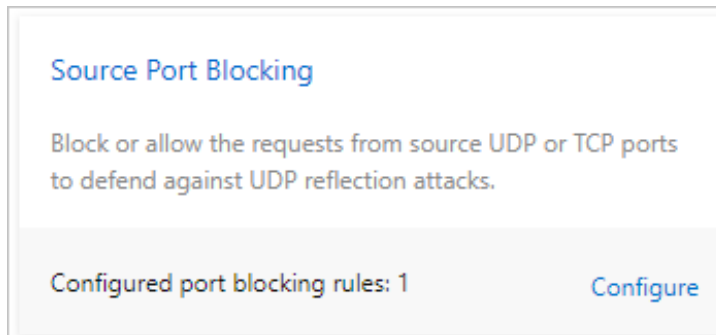 Source Port Blocking
Block or allow the requests from source UDP or TCP ports
to defend against UDP reflection attacks.
Configured port blocking rules: 1
Configure